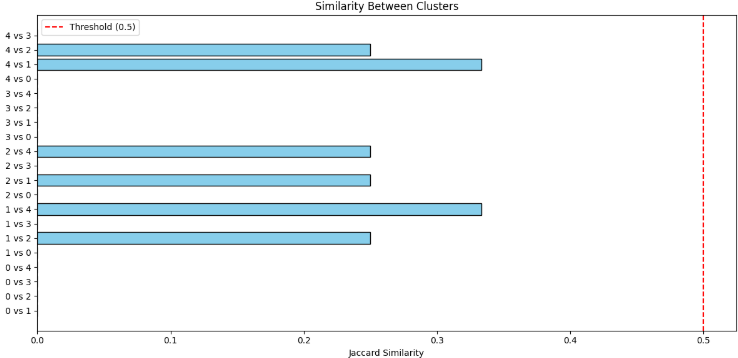 Similarity Between Clusters
Threshold (0.5)
4 vs 3
4 vs 2
4 vs 1
4 vs 0
3 vs 4
3 vs 2
3 vs 1
3 vs 0
2 vs 4
2 vs 3
2 vs 1
2 vs 0
1 vs 4
1 vs 3
1 vs 2
1 vs 0
0 vs 4
0 vs 3
0 vs 2
0 vs 1
0.0 0.1 0.2 0.3 0.4 0.5
Jaccard Similarity